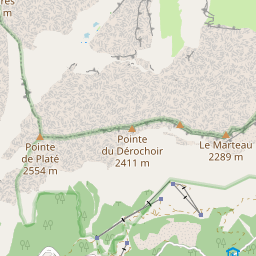 m
Pointe
de Platé
2554 m
Pointe
du Dérochoir
2411 m
Le Marteau
2289 m